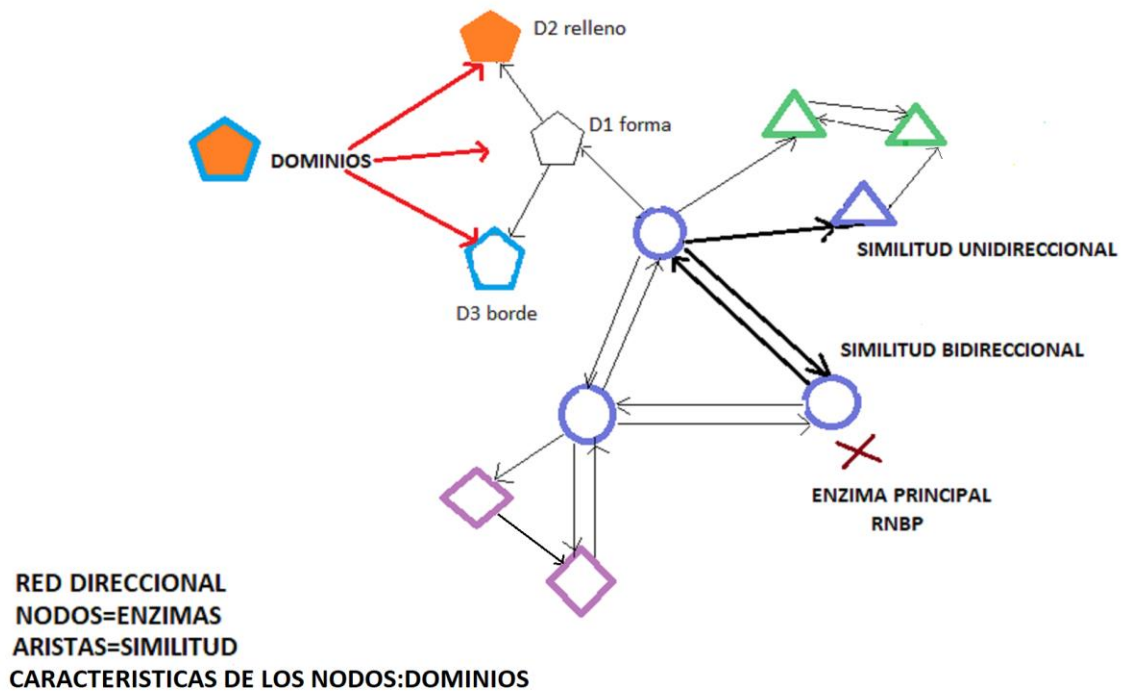 D2 relleno
D1 forma
DOMINIOS
D3 borde
SIMILITUD UNIDIRECCIONAL
SIMILITUD BIDIRECCIONAL
ENZIMA PRINCIPAL
RNBP
RED DIRECCIONAL
NODOS=ENZIMAS
ARISTAS=SIMILITUD
CARACTERISTICAS DE LOS NODOS:DOMINIOS